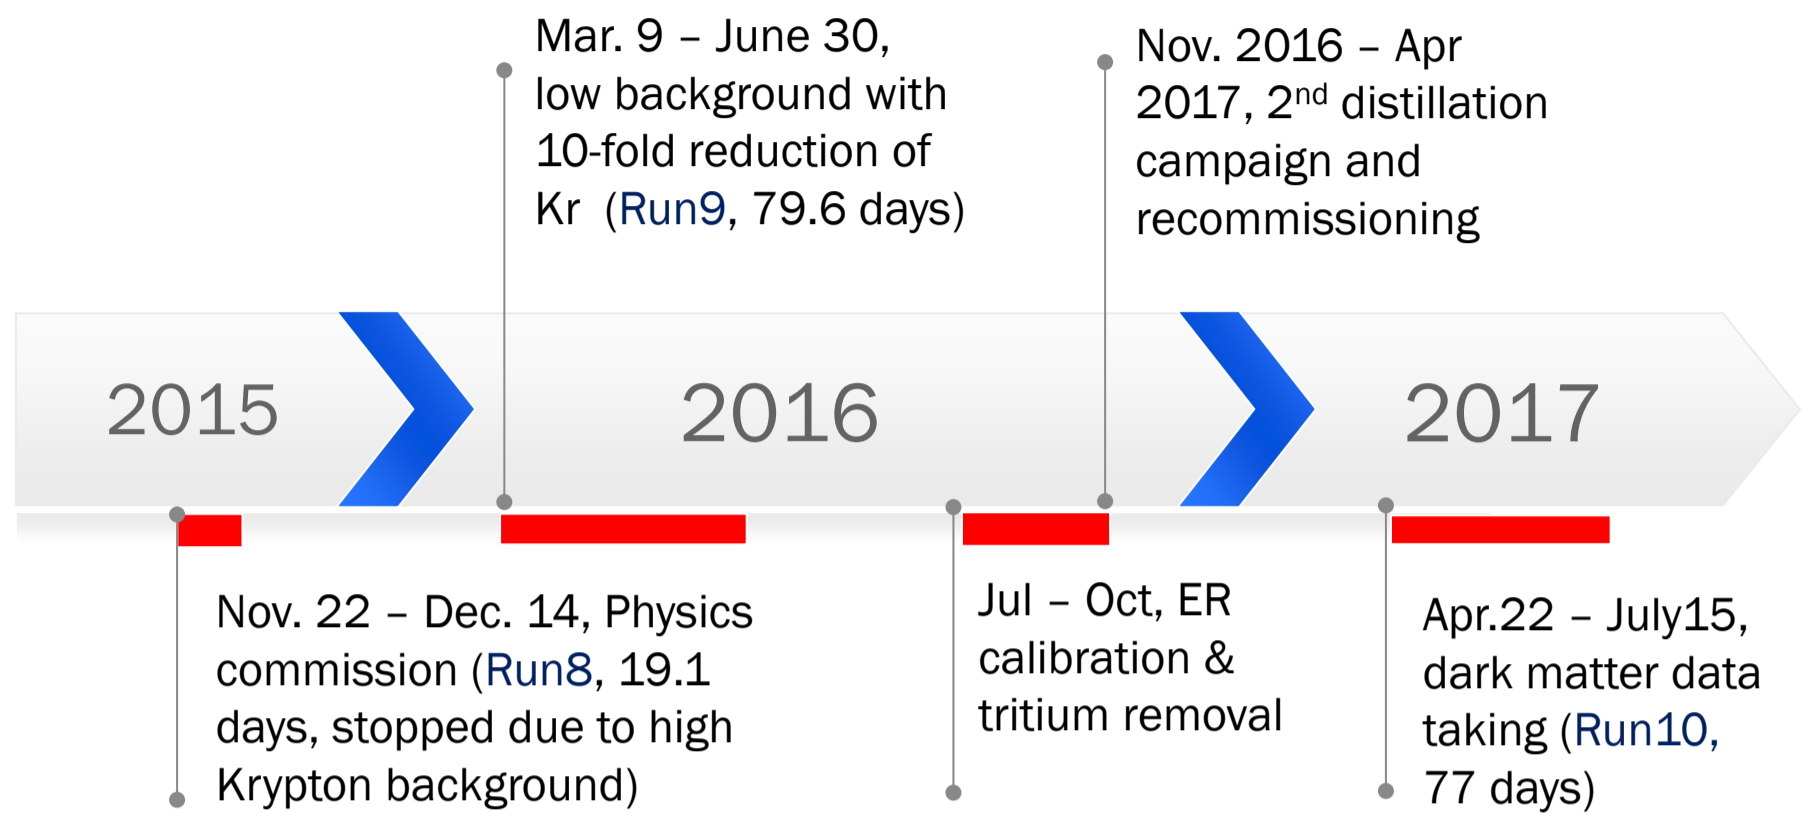 Mar. 9 – June 30,
low background with
10-fold reduction of
Kr (Run9, 79.6 days)
Nov. 2016 – Apr
2017, 2nd distillation
campaign and
recommissioning
2015
2016
2017
Nov. 22 – Dec. 14, Physics
commission (Run8, 19.1
days, stopped due to high
Krypton background)
Jul – Oct, ER
calibration &
tritium removal
Apr.22 – July15,
dark matter data
taking (Run10,
77 days)